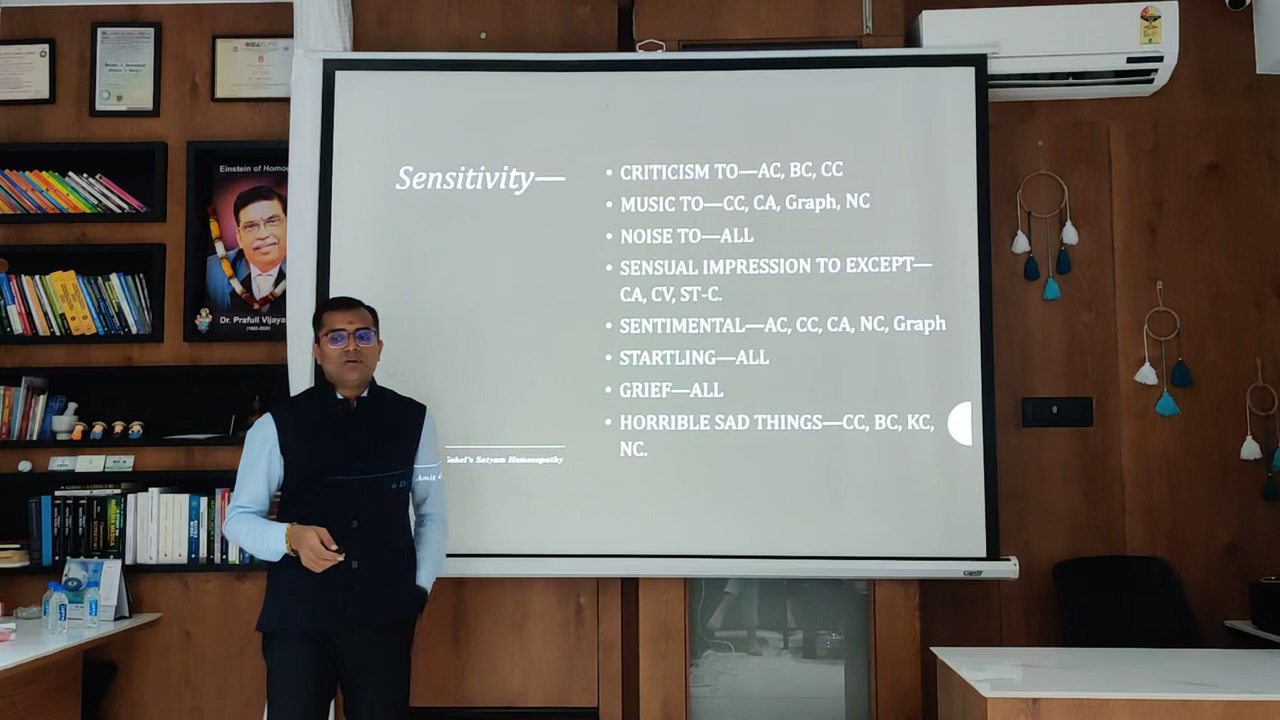 Sensitivity—
• CRITICISM TO—AC, BC, CC
• MUSIC TO—CC, CA, Graph, NC
• NOISE TO—ALL
• SENSUAL IMPRESSION TO EXCEPT—
CA, CV, ST-C.
• SENTIMENTAL—AC, CC, CA, NC, Graph
• STARTLING—ALL
• GRIEF—ALL
• HORRIBLE SAD THINGS—CC, BC, KC,
NC.
Satyam Homoeopathy
Amit
Einstein of
Dr. Prafull Vijaya